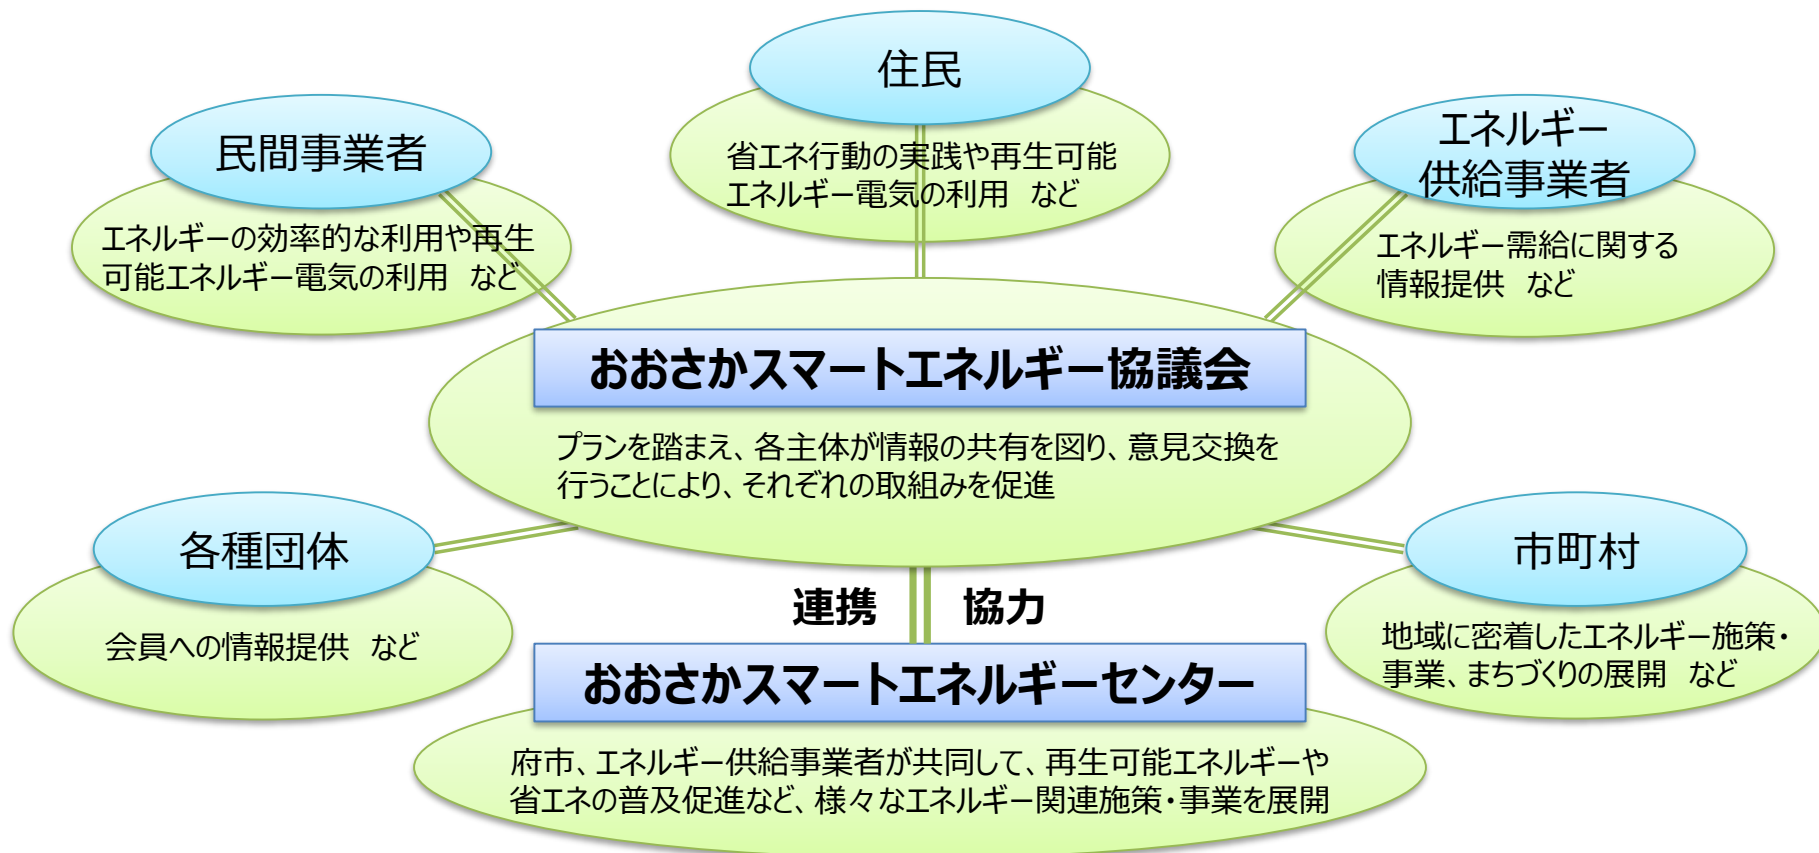 住民
省エネ行動の実践や再生可能
エネルギー電気の利用　など
民間事業者
エネルギーの効率的な利用や再生
可能エネルギー電気の利用　など
エネルギー
供給事業者
エネルギー需給に関する
情報提供　など
おおさかスマートエネルギー協議会
プランを踏まえ、各主体が情報の共有を図り、意見交換を
行うことにより、それぞれの取組みを促進
各種団体
会員への情報提供　など
市町村
地域に密着したエネルギー施策・
事業、まちづくりの展開　など
連携　協力
おおさかスマートエネルギーセンター
府市、エネルギー供給事業者が共同して、再生可能エネルギーや
省エネの普及促進など、様々なエネルギー関連施策・事業を展開